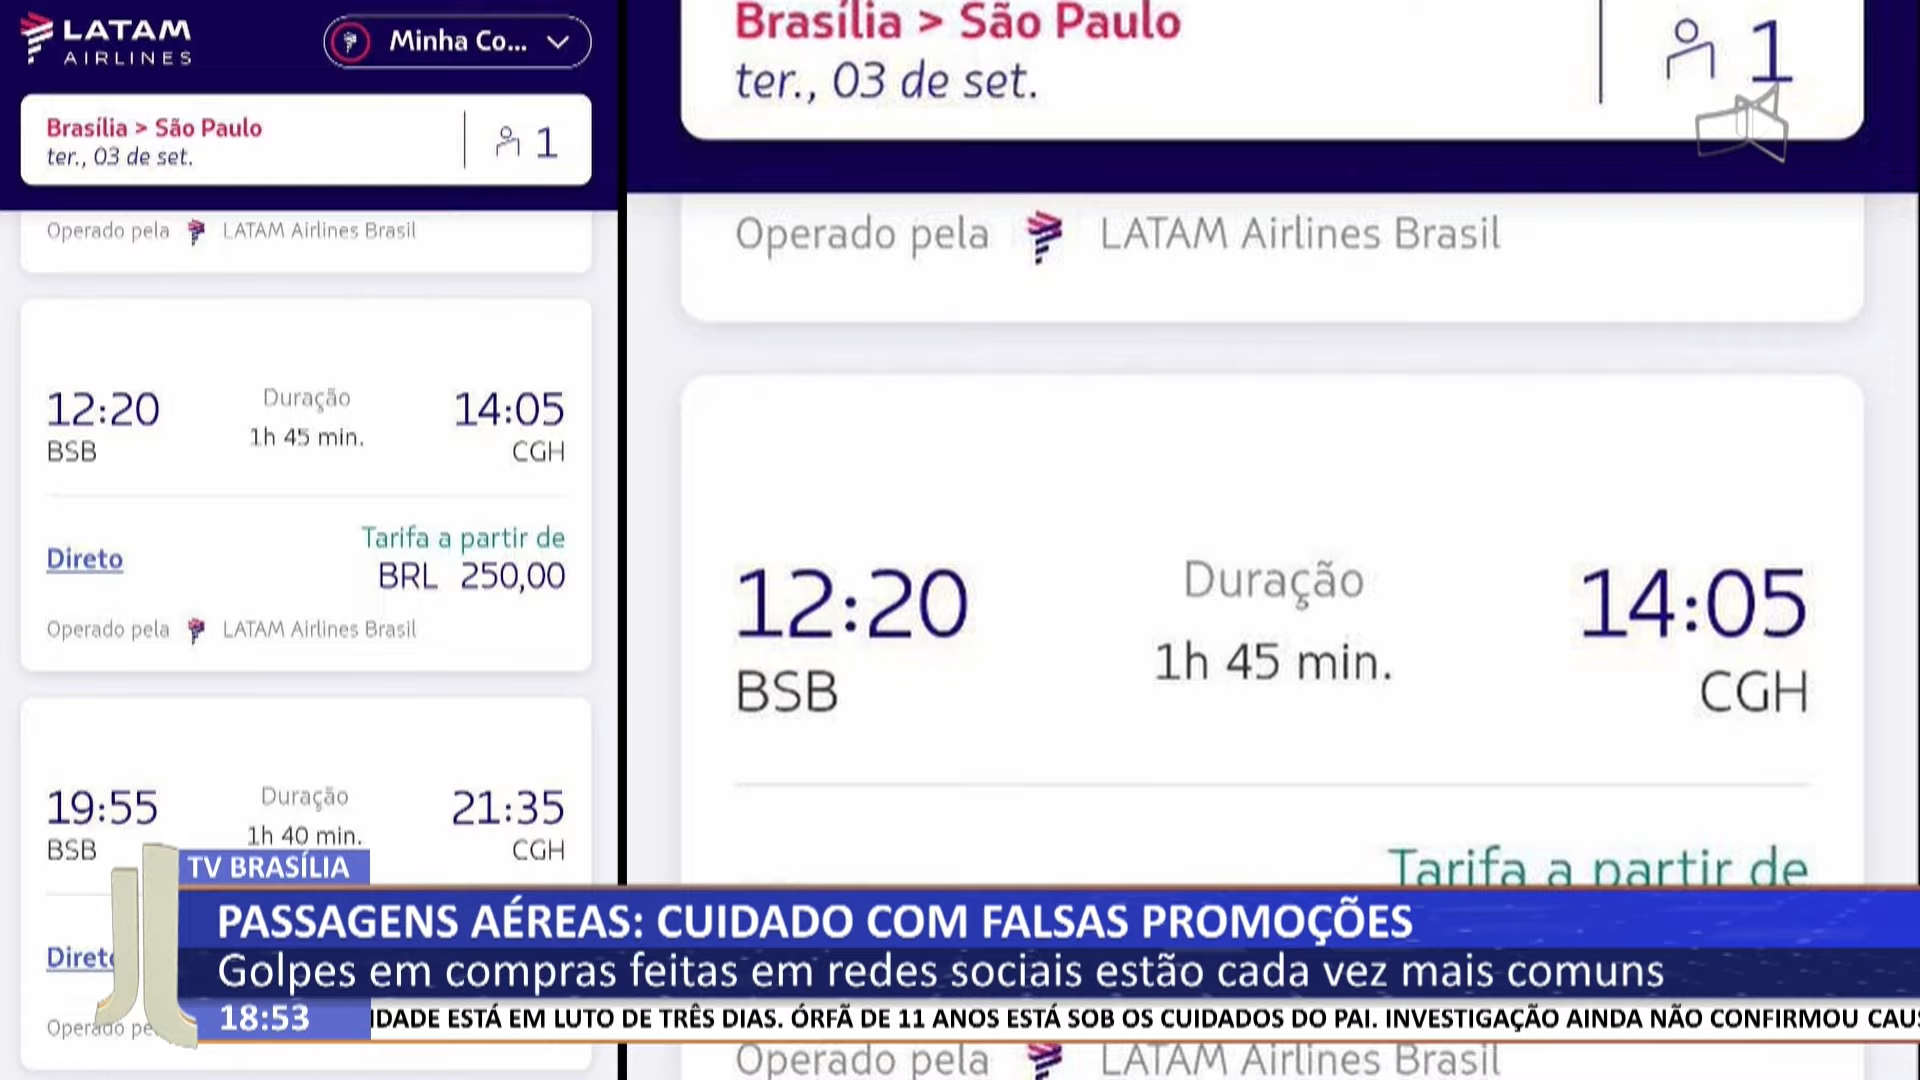 LATAM
AIRLINES
Minha Co...
Brasília > São Paulo
ter., 03 de set.
1
Operado pela LATAM Airlines Brasil
12:20 Duração 14:05
BSB 1h 45 min. CGH
Tarifa a partir de
Direto BRL 250,00
Operado pela LATAM Airlines Brasil
19:55 Duração 21:35
BSB 1h 40 min. CGH
Brasília > São Paulo
ter., 03 de set.
1
Operado pela LATAM Airlines Brasil
12:20 Duração 14:05
BSB 1h 45 min. CGH
Tarifa a partir de
TV BRASÍLIA
PASSAGENS AÉREAS: CUIDADO COM FALSAS PROMOÇÕES
Golpes em compras feitas em redes sociais estão cada vez mais comuns
18:53 IDADE ESTÁ EM LUTO DE TRÊS DIAS. ÓRFÃ DE 11 ANOS ESTÁ SOB OS CUIDADOS DO PAI. INVESTIGAÇÃO AINDA NÃO CONFIRMOU CAUS
Operado pela LATAM Airlines Brasil